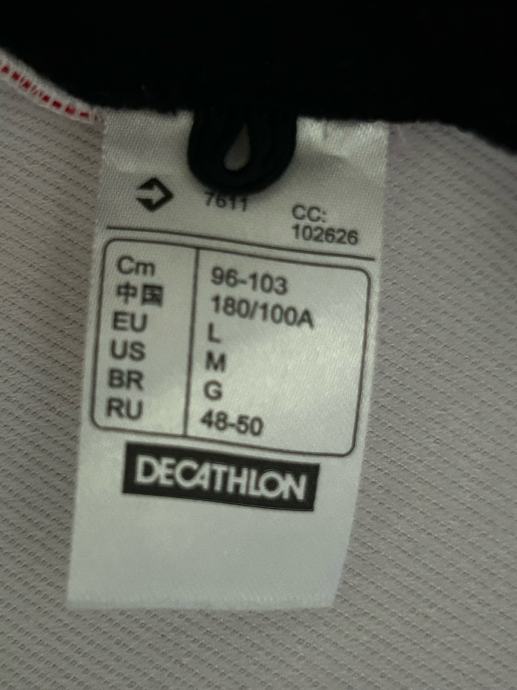 7611
CC:
102626
Cm 96-103
中国 180/100A
EU L
US M
BR G
RU 48-50
DECATHLON